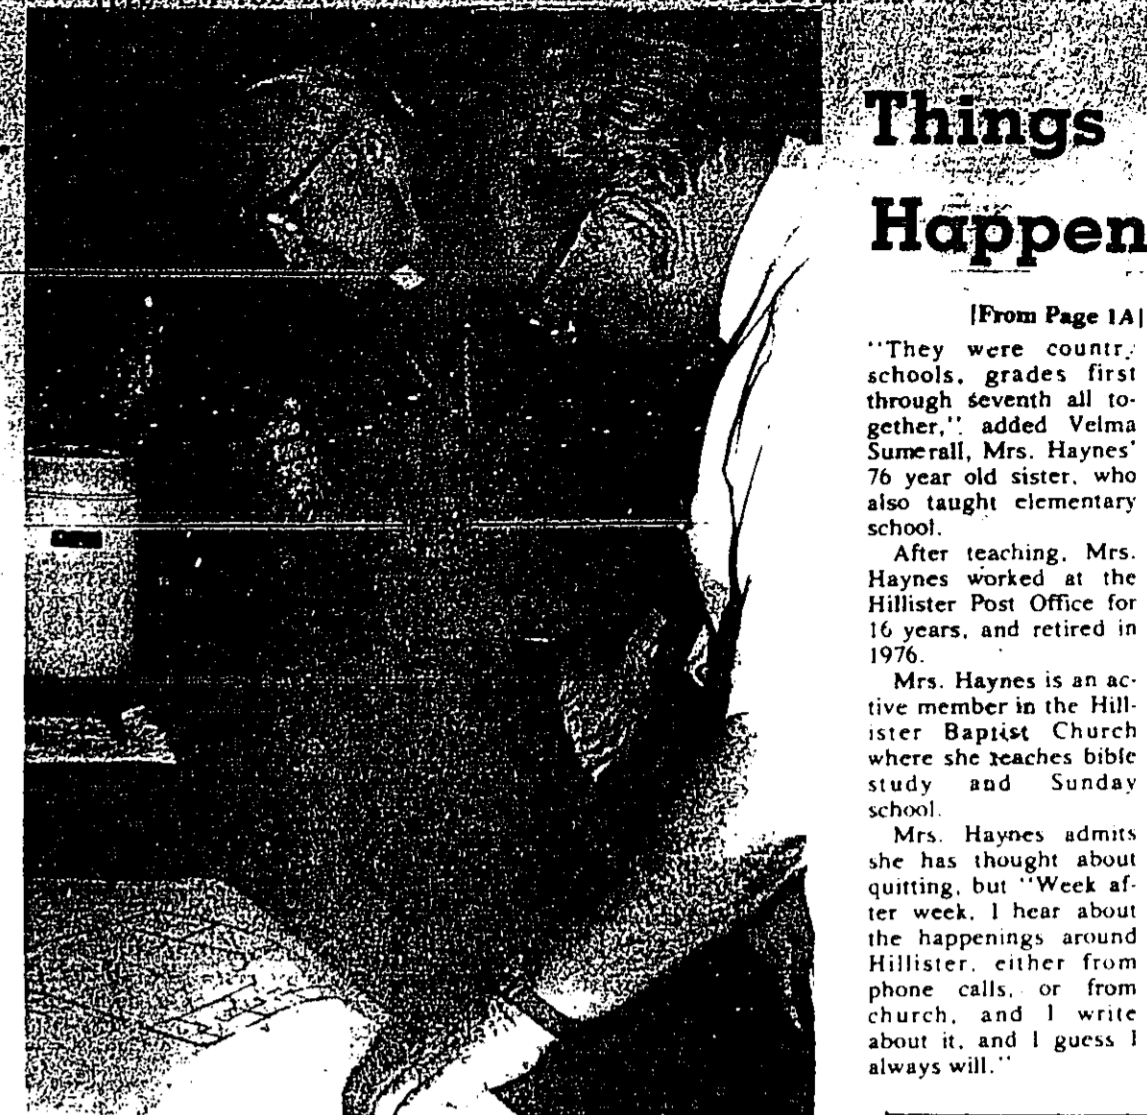 Things
Happen
[From Page 1A]
"They were country
schools, grades first
through seventh all to-
gether," added Velma
Sumerall, Mrs. Haynes'
76 year old sister, who
also taught elementary
school.
After teaching, Mrs.
Haynes worked at the
Hillister Post Office for
16 years, and retired in
1976.
Mrs. Haynes is an ac-
tive member in the Hill-
ister Baptist Church
where she teaches bible
study and Sunday
school.
Mrs. Haynes admits
she has thought about
quitting, but "Week af-
ter week, I hear about
the happenings around
Hillister, either from
phone calls, or from
church, and I write
about it, and I guess I
always will."